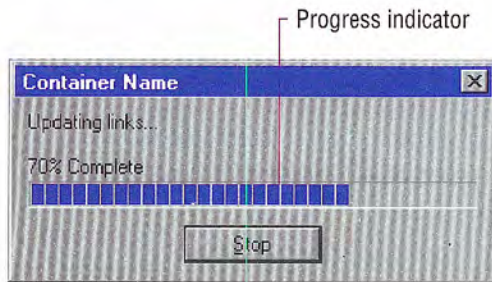 Progress indicator
Container Name
Updating links...
70% Complete
Stop